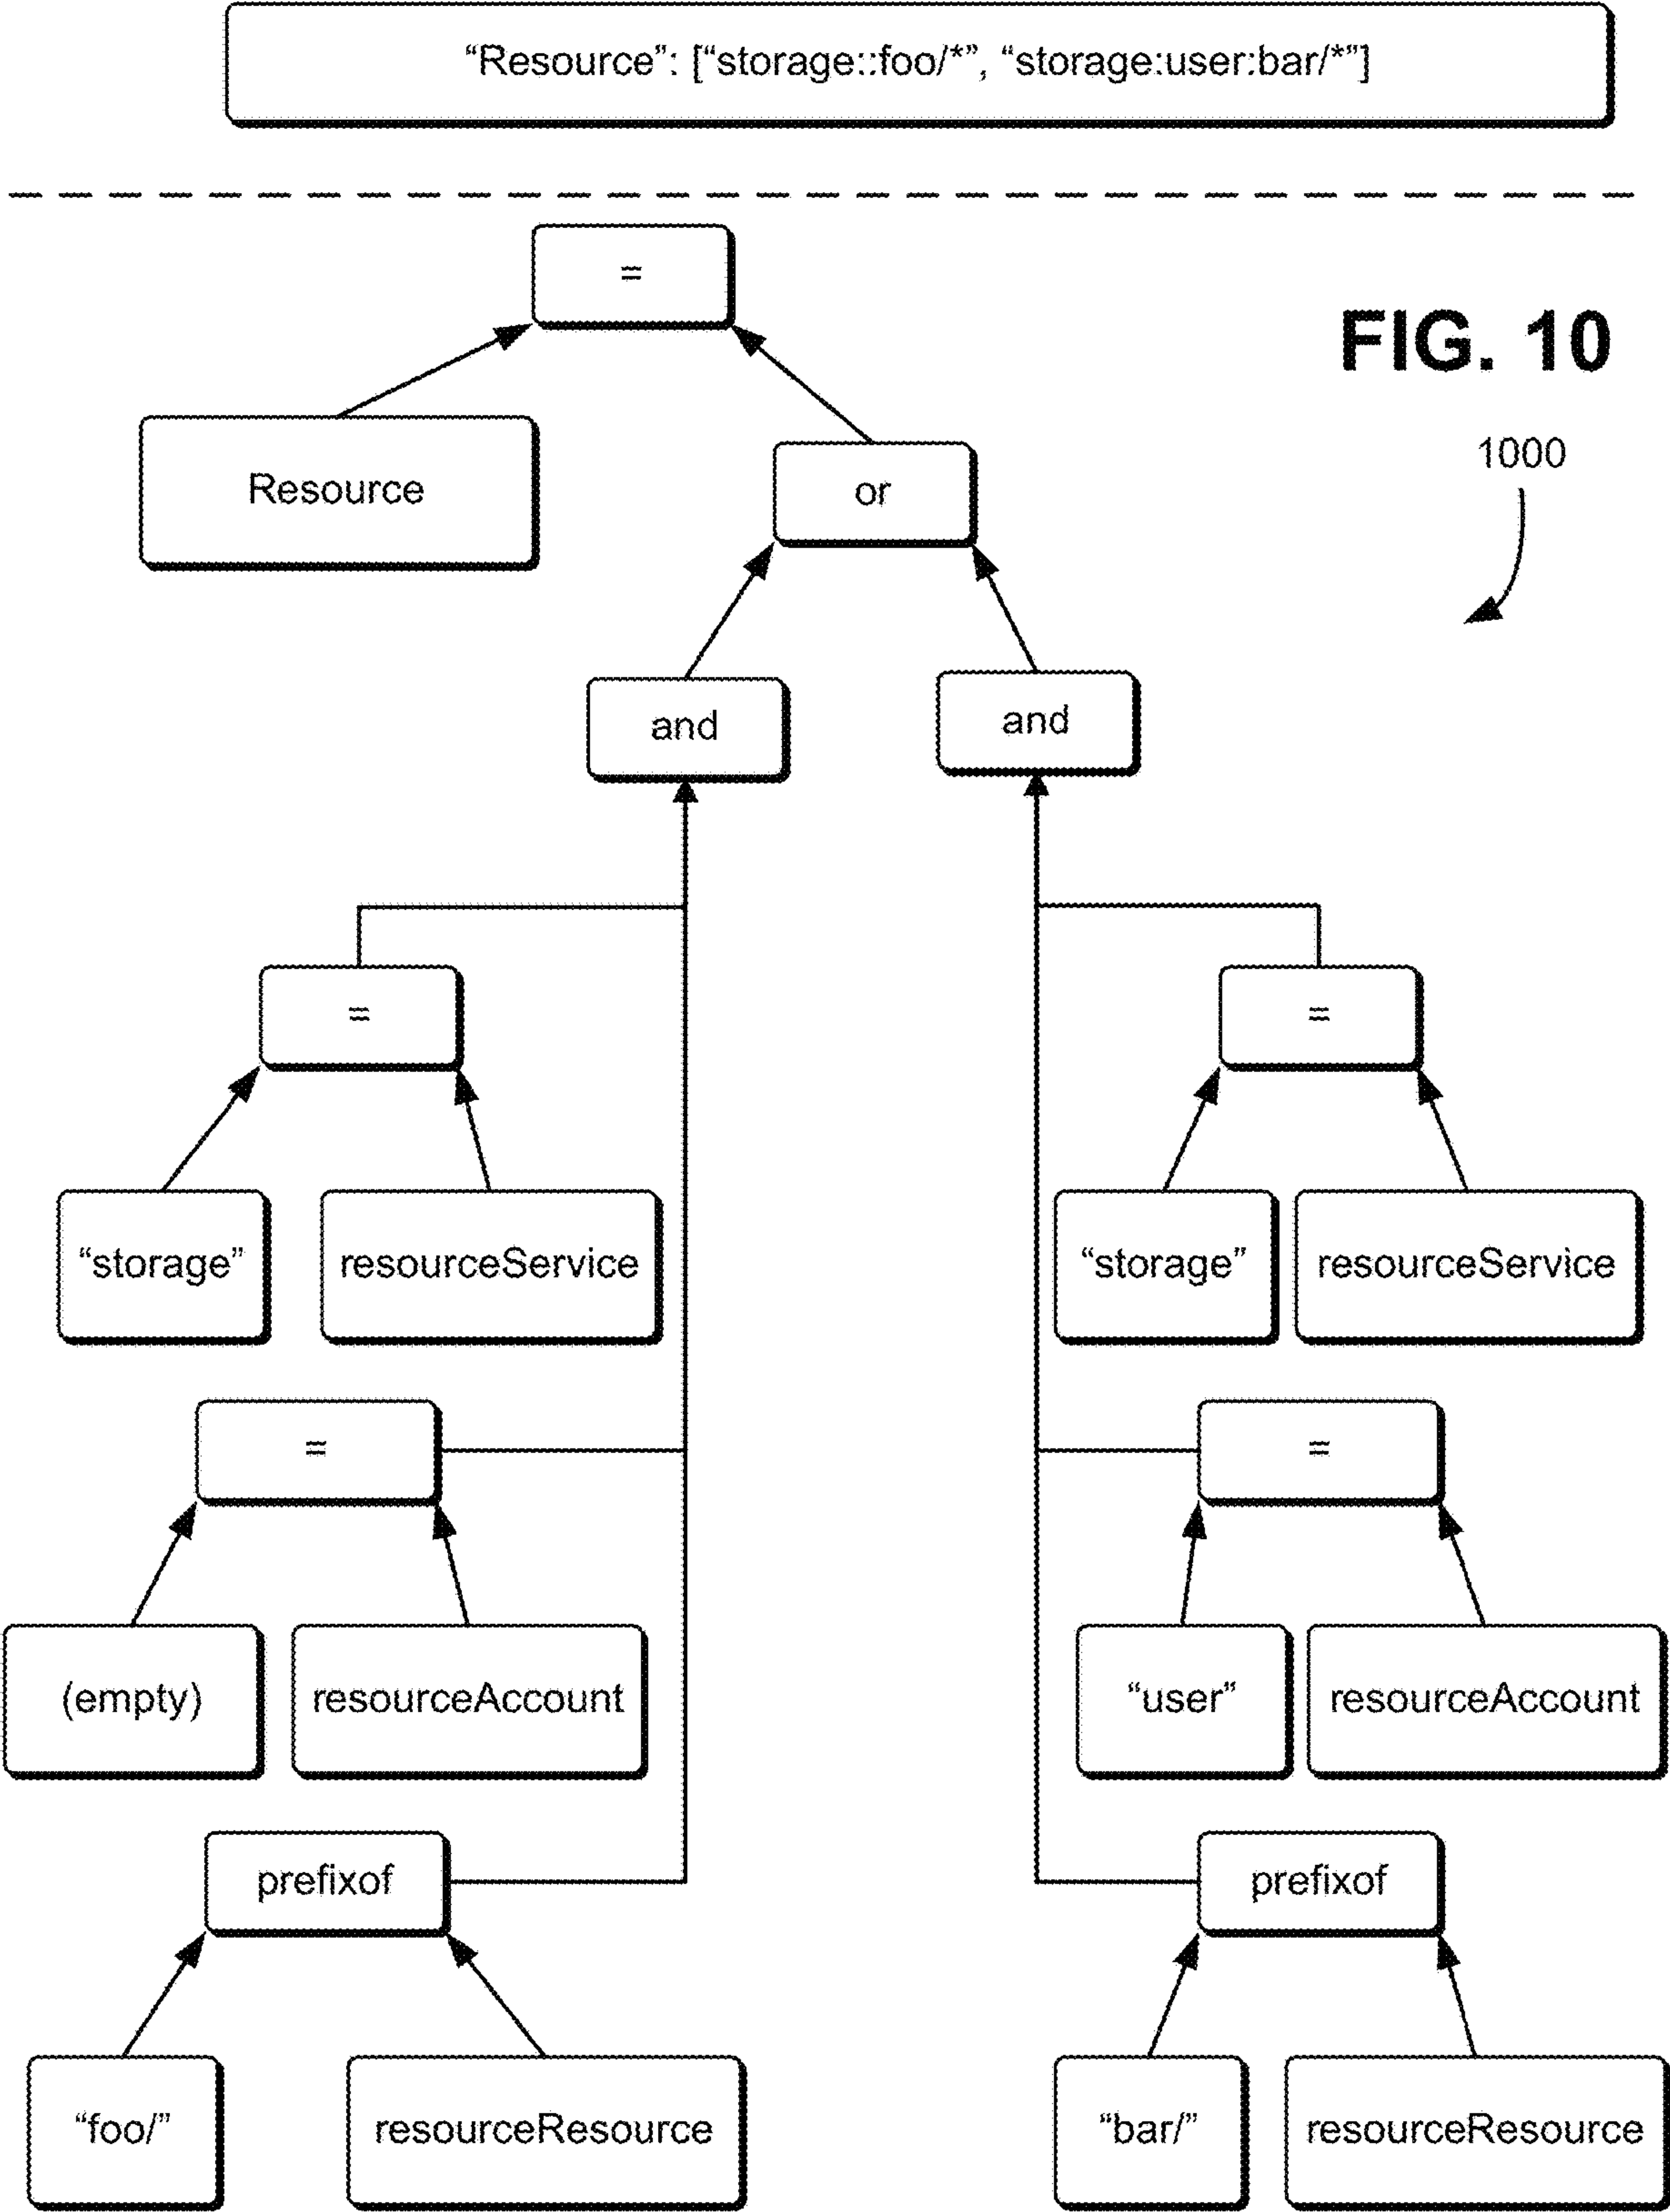 “Resource”: [“storage::foo/*”, “storage:user:bar/*”]
=
FIG. 10
Resource
or
1000
and
and
=
=
“storage”
resourceService
“storage”
resourceService
=
=
(empty)
resourceAccount
“user”
resourceAccount
prefixof
prefixof
“foo/”
resourceResource
“bar/”
resourceResource